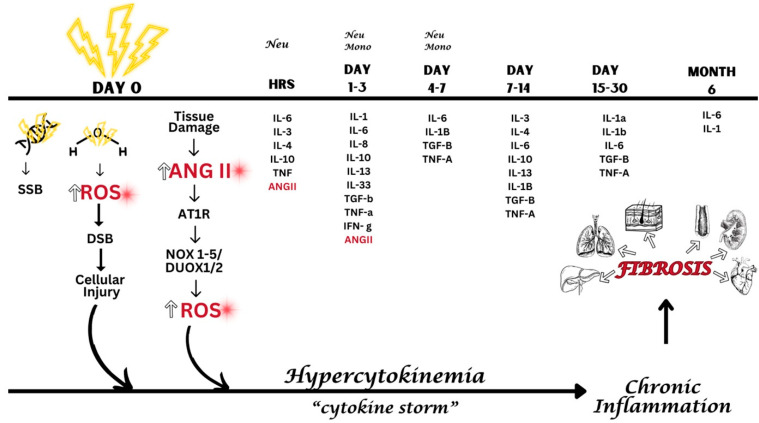 Neu
Neu
Mono
Neu
Mono
DAY 0
HRS
DAY
1-3
DAY
4-7
DAY
7-14
DAY
15-30
MONTH
6
H
O
H
SSB
ROS
DSB
Cellular
Injury
Tissue
Damage
ANG II
AT1R
NOX 1-5/
DUOX1/2
ROS
IL-6
IL-3
IL-4
IL-10
TNF
ANGII
IL-1
IL-6
IL-8
IL-10
IL-13
IL-33
TGF-b
TNF-a
IFN- g
ANGII
IL-6
IL-1B
TGF-B
TNF-A
IL-3
IL-4
IL-6
IL-10
IL-13
IL-1B
TGF-B
TNF-A
IL-1a
IL-1b
IL-6
TGF-B
TNF-A
IL-6
IL-1
FIBROSIS
Hypercytokinemia
“cytokine storm”
Chronic
Inflammation